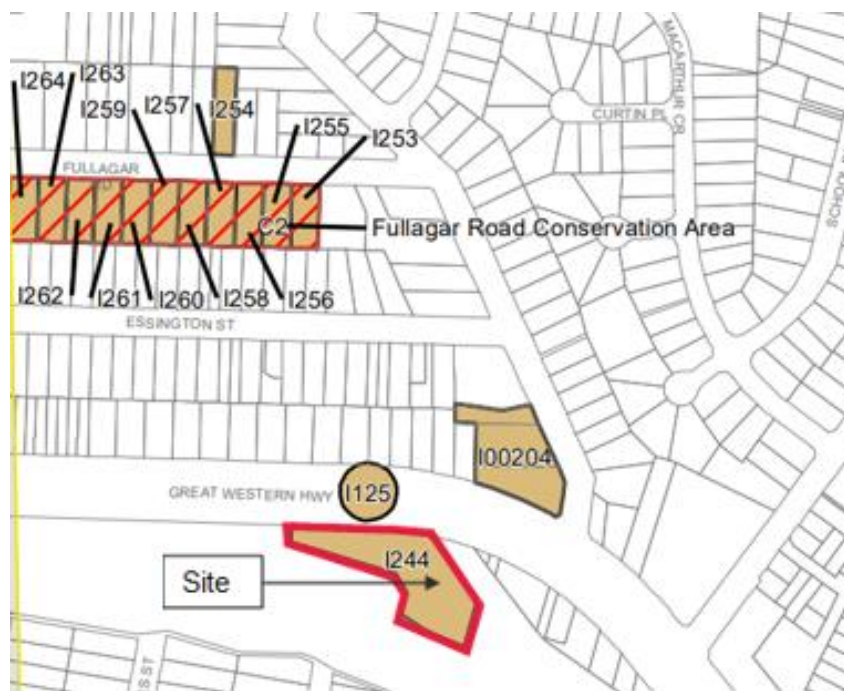 MACARTHUR CR
I264
I263
I259
I257
I254
I255
I253
CURTIN PL
FULLAGAR
C2
Fullagar Road Conservation Area
I262
I261
I260
I258
I256
ESSINGTON ST
I00204
GREAT WESTERN HWY
I125
I244
Site